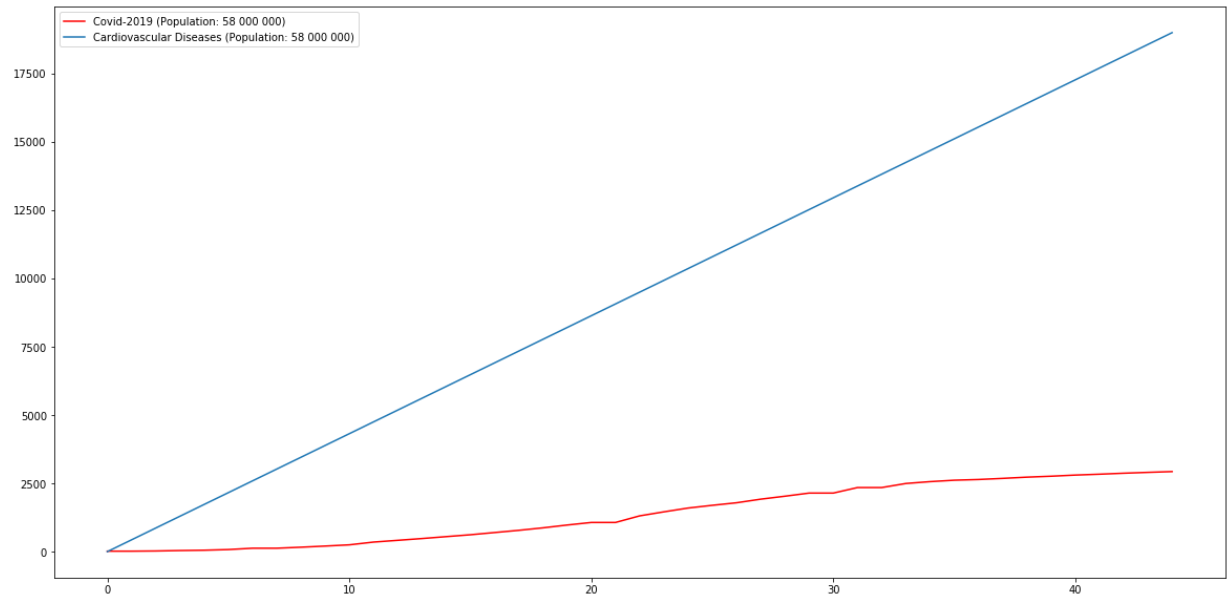 Covid-2019 (Population: 58 000 000)
Cardiovascular Diseases (Population: 58 000 000)
17500
15000
12500
10000
7500
5000
2500
0
0 10 20 30 40